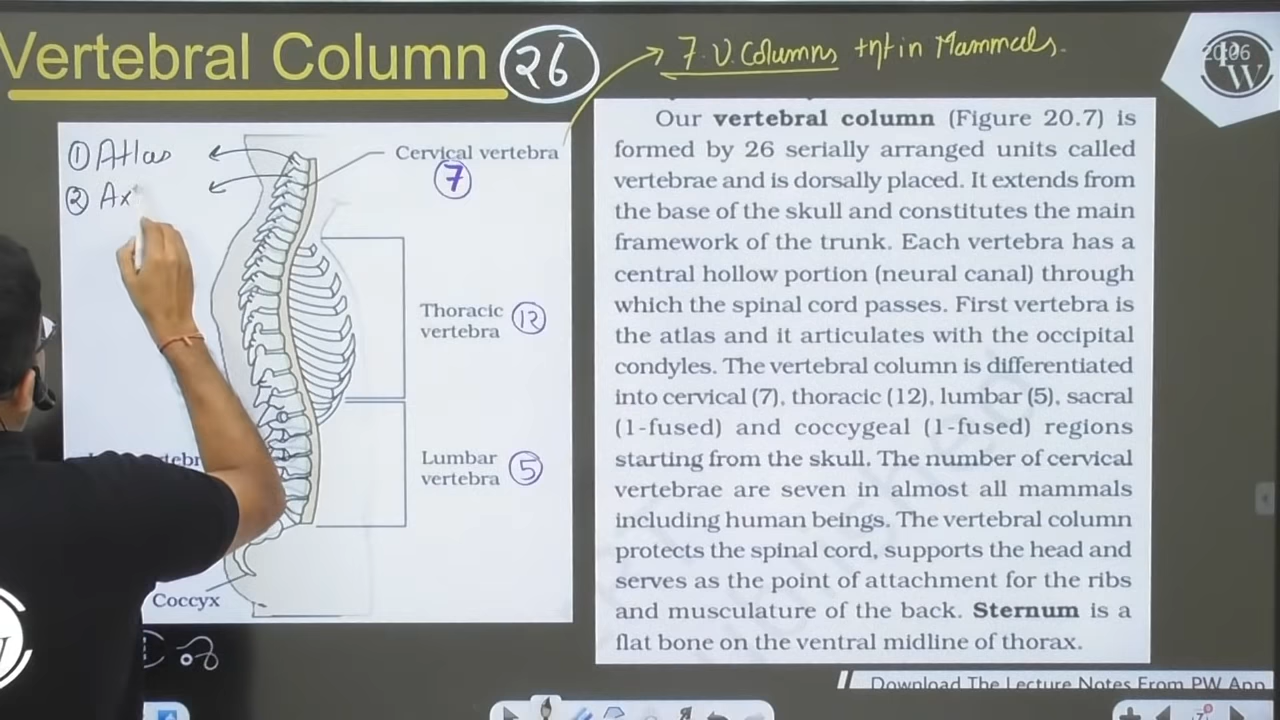 Vertebral Column 26
7. V. Columns +nt in Mammals.
① Atlas
② Ax
Cervical vertebra
7
Thoracic
vertebra 12
Lumbar
vertebra 5
Coccyx
Our vertebral column (Figure 20.7) is
formed by 26 serially arranged units called
vertebrae and is dorsally placed. It extends from
the base of the skull and constitutes the main
framework of the trunk. Each vertebra has a
central hollow portion (neural canal) through
which the spinal cord passes. First vertebra is
the atlas and it articulates with the occipital
condyles. The vertebral column is differentiated
into cervical (7), thoracic (12), lumbar (5), sacral
(1-fused) and coccygeal (1-fused) regions
starting from the skull. The number of cervical
vertebrae are seven in almost all mammals
including human beings. The vertebral column
protects the spinal cord, supports the head and
serves as the point of attachment for the ribs
and musculature of the back. Sternum is a
flat bone on the ventral midline of thorax.
Download The Lecture Notes From PW App